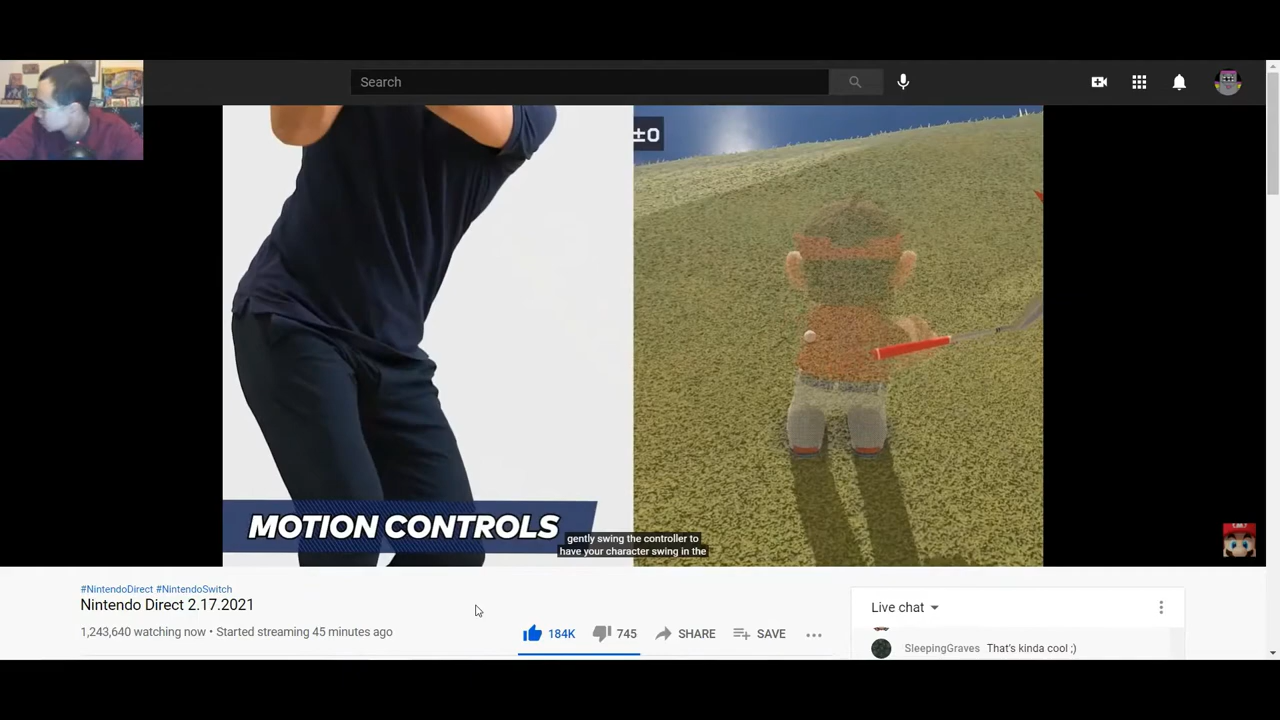 Search
±0
MOTION CONTROLS
gently swing the controller to
have your character swing in the
#NintendoDirect #NintendoSwitch
Nintendo Direct 2.17.2021
1,243,640 watching now • Started streaming 45 minutes ago
184K
745
SHARE
SAVE
Live chat
SleepingGraves That's kinda cool ;)